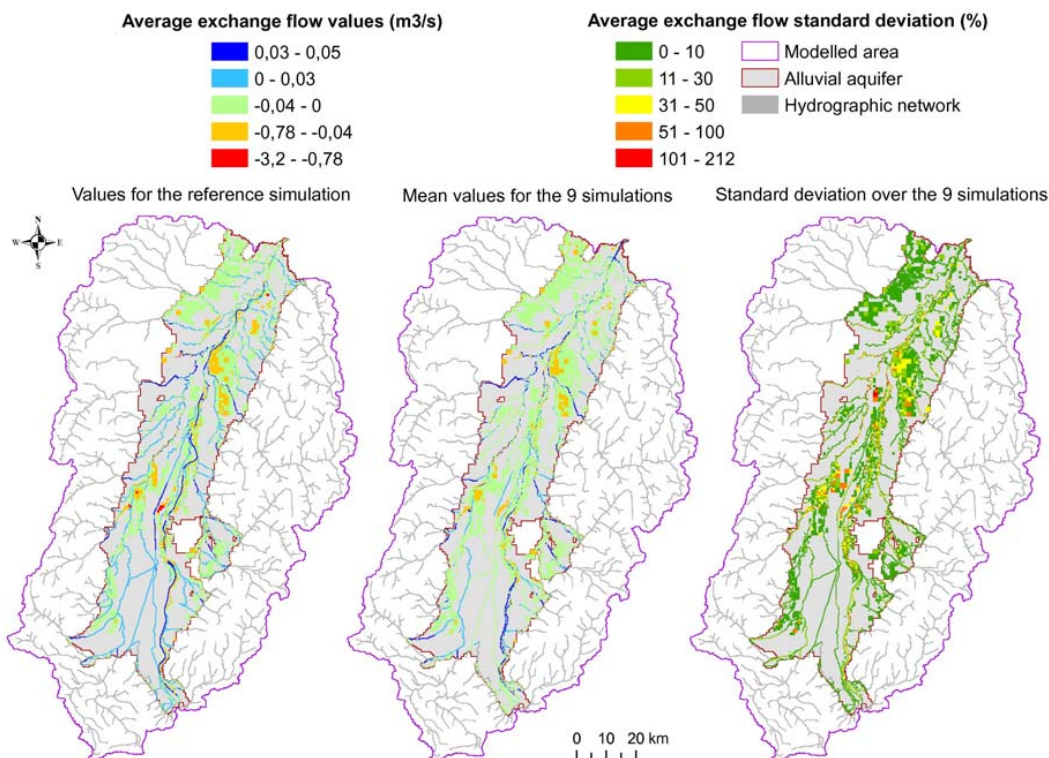 Average exchange flow values (m3/s)
0,03 - 0,05
0 - 0,03
-0,04 - 0
-0,78 - -0,04
-3,2 - -0,78
Average exchange flow standard deviation (%)
0 - 10
11 - 30
31 - 50
51 - 100
101 - 212
Modelled area
Alluvial aquifer
Hydrographic network
Values for the reference simulation
Mean values for the 9 simulations
Standard deviation over the 9 simulations
N
W E
S
0 10 20 km